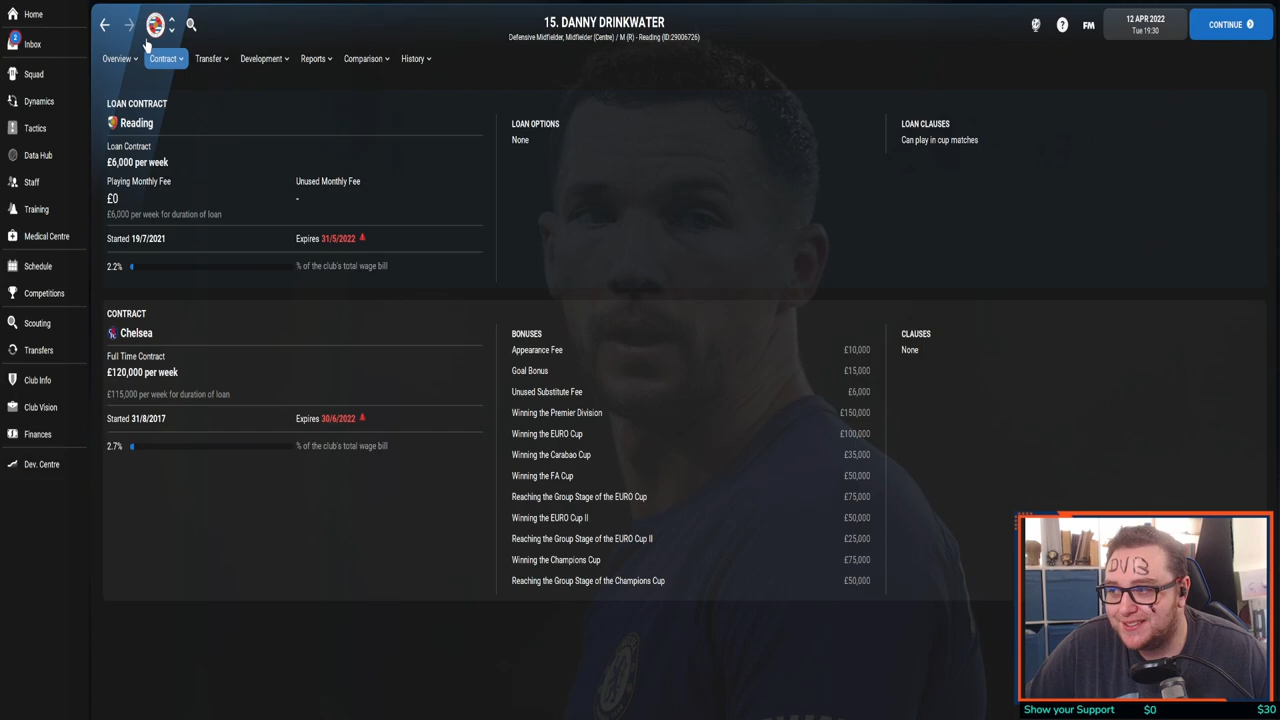 Home
15. DANNY DRINKWATER
Defensive Midfielder, Midfielder (Centre) / M (R) - Reading (ID:29006726)
FM
12 APR 2022
Tue 19:30
CONTINUE
2
Inbox
Overview
Contract
Transfer
Development
Reports
Comparison
History
Squad
Dynamics
Tactics
Data Hub
Staff
Training
Medical Centre
Schedule
Competitions
Scouting
Transfers
Club Info
Club Vision
Finances
Dev. Centre
LOAN CONTRACT
Reading
Loan Contract
£6,000 per week
Playing Monthly Fee
Unused Monthly Fee
£0
-
£6,000 per week for duration of loan
Started 19/7/2021
Expires 31/5/2022
2.2%
% of the club's total wage bill
LOAN OPTIONS
None
LOAN CLAUSES
Can play in cup matches
CONTRACT
Chelsea
Full Time Contract
£120,000 per week
£115,000 per week for duration of loan
Started 31/8/2017
Expires 30/6/2022
2.7%
% of the club's total wage bill
BONUSES
Appearance Fee £10,000
Goal Bonus £15,000
Unused Substitute Fee £6,000
Winning the Premier Division £150,000
Winning the EURO Cup £100,000
Winning the Carabao Cup £35,000
Winning the FA Cup £50,000
Reaching the Group Stage of the EURO Cup £75,000
Winning the EURO Cup II £50,000
Reaching the Group Stage of the EURO Cup II £25,000
Winning the Champions Cup £75,000
Reaching the Group Stage of the Champions Cup £50,000
CLAUSES
None
Show your Support $0 $30